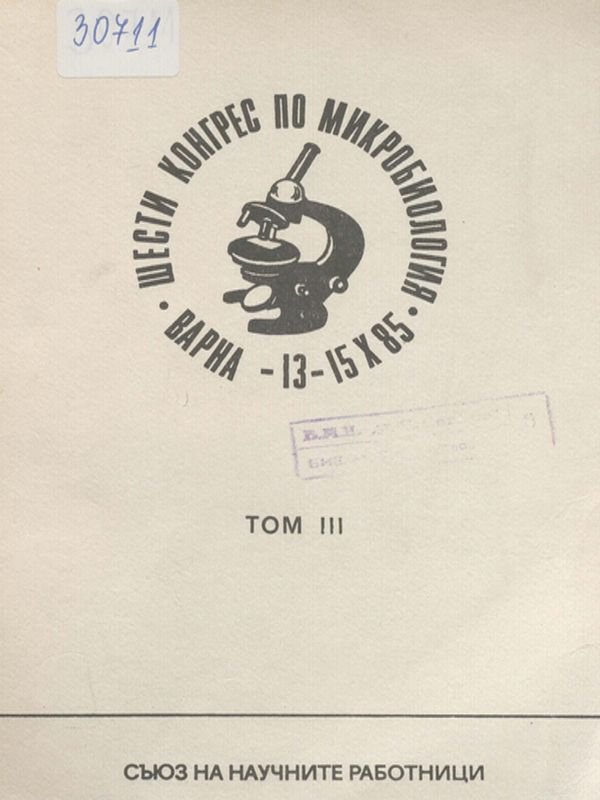 30711
ШЕСТИ КОНГРЕС ПО МИКРОБИОЛОГИЯ
ВАРНА - 13 - 15 X 85
ТОМ III
СЪЮЗ НА НАУЧНИТЕ РАБОТНИЦИ